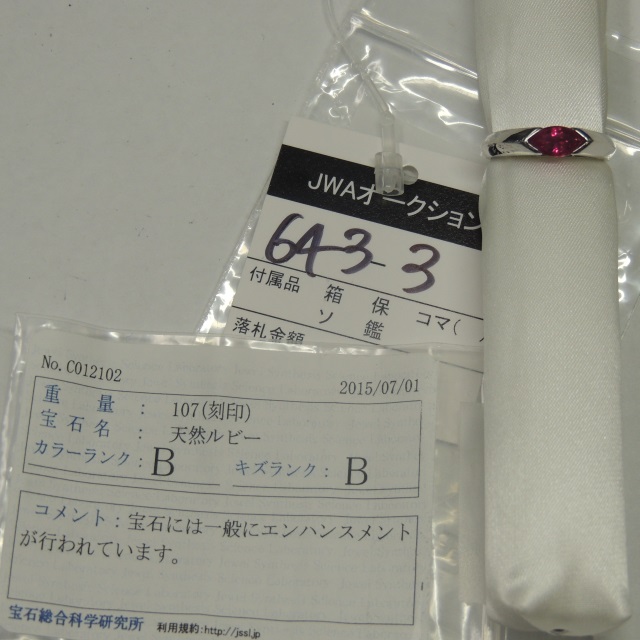 JWAオークション
643-3
付属品 箱 保 コマ(
ソ 鑑
落札金額
No.C012102
2015/07/01
重量: 107(刻印)
宝石名: 天然ルビー
カラーランク: B キズランク: B
コメント:宝石には一般にエンハンスメント
が行われています。
宝石総合科学研究所 利用規約:http://jssl.jp